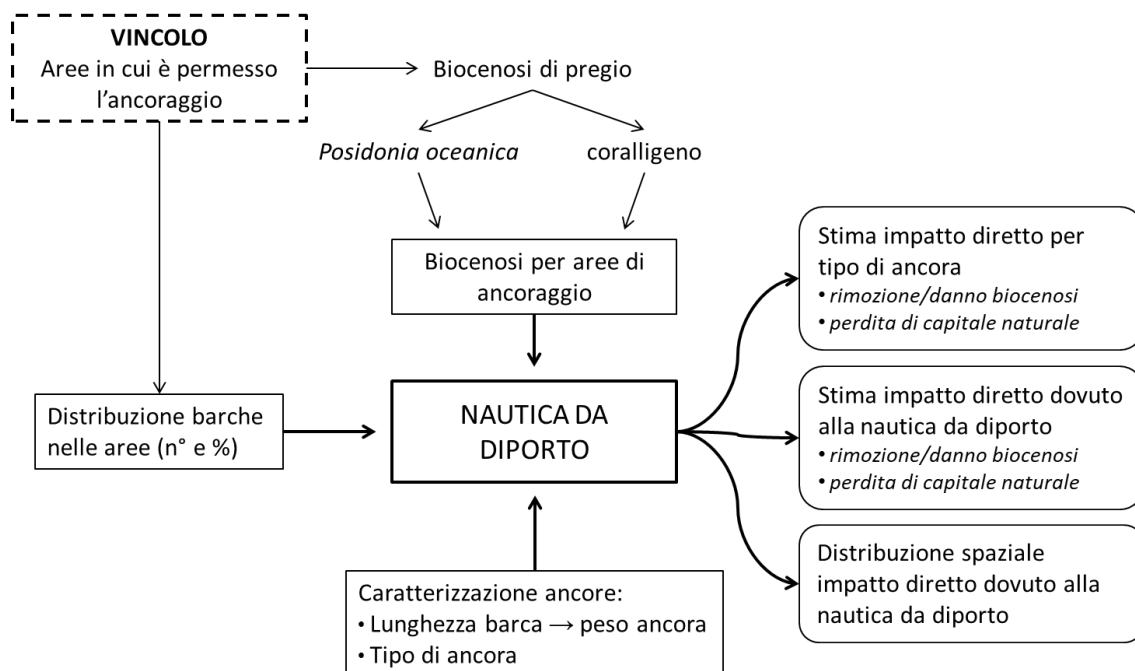 VINCOLO
Aree in cui è permesso
l'ancoraggio
Biocenosi di pregio
Posidonia oceanica
coralligeno
Biocenosi per aree di
ancoraggio
Distribuzione barche
nelle aree (n° e %)
NAUTICA DA
DIPORTO
Caratterizzazione ancore:
• Lunghezza barca → peso ancora
• Tipo di ancora
Stima impatto diretto per
tipo di ancora
• rimozione/danno biocenosi
• perdita di capitale naturale
Stima impatto diretto dovuto
alla nautica da diporto
• rimozione/danno biocenosi
• perdita di capitale naturale
Distribuzione spaziale
impatto diretto dovuto alla
nautica da diporto